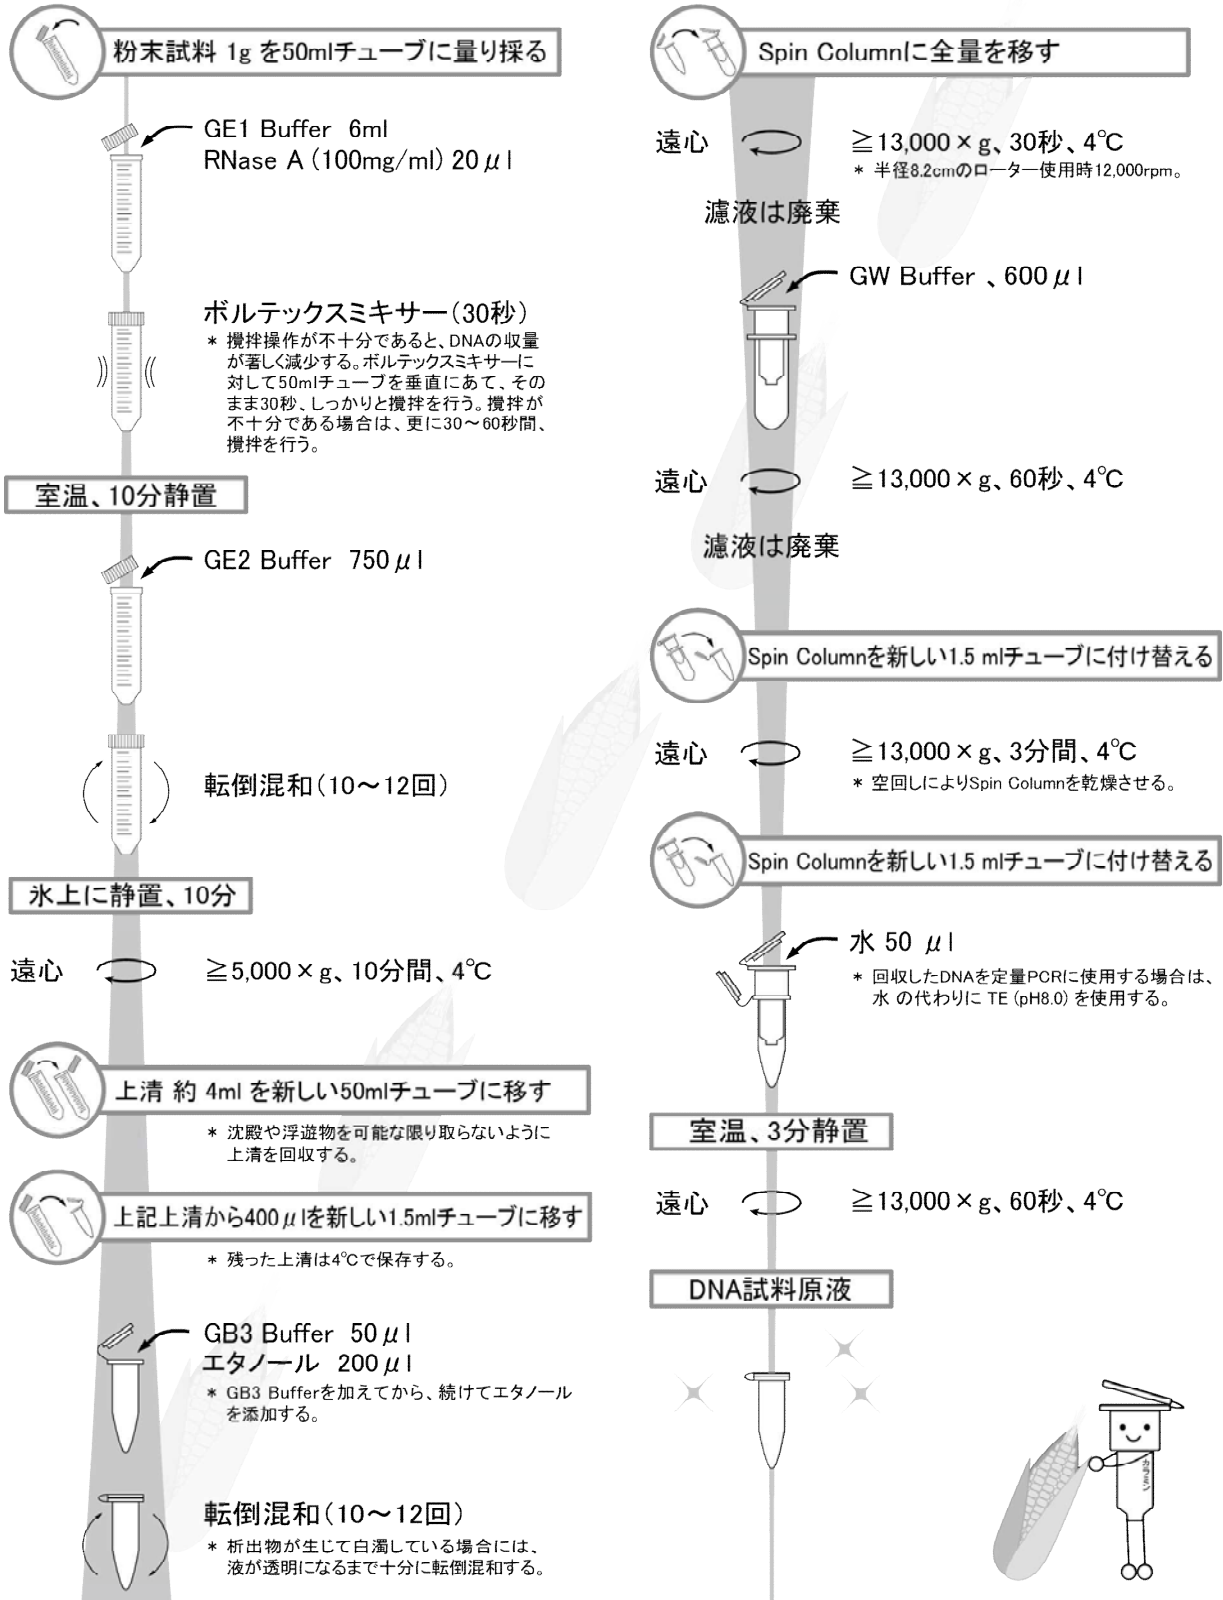 粉末試料 1g を50mlチューブに量り採る
GE1 Buffer 6ml
RNase A (100mg/ml) 20μl
ボルテックスミキサー(30秒)
* 攪拌操作が不十分であると、DNAの収量
が著しく減少する。ボルテックスミキサーに
対して50mlチューブを垂直にあて、その
まま30秒、しっかりと攪拌を行う。攪拌が
不十分である場合は、更に30～60秒間、
攪拌を行う。
室温、10分静置
GE2 Buffer 750μl
転倒混和(10～12回)
氷上に静置、10分
遠心 ≧5,000×g、10分間、4℃
上清 約 4ml を新しい50mlチューブに移す
* 沈殿や浮遊物を可能な限り取らないように
上清を回収する。
上記上清から400μlを新しい1.5mlチューブに移す
* 残った上清は4℃で保存する。
GB3 Buffer 50μl
エタノール 200μl
* GB3 Bufferを加えてから、続けてエタノール
を添加する。
転倒混和(10～12回)
* 析出物が生じて白濁している場合には、
液が透明になるまで十分に転倒混和する。
Spin Columnに全量を移す
遠心 ≧13,000×g、30秒、4℃
* 半径8.2cmのローター使用時12,000rpm。
濾液は廃棄
GW Buffer 、600μl
遠心 ≧13,000×g、60秒、4℃
濾液は廃棄
Spin Columnを新しい1.5 mlチューブに付け替える
遠心 ≧13,000×g、3分間、4℃
* 空回しによりSpin Columnを乾燥させる。
Spin Columnを新しい1.5 mlチューブに付け替える
水 50 μl
* 回収したDNAを定量PCRに使用する場合は、
水 の代わりに TE (pH8.0) を使用する。
室温、3分静置
遠心 ≧13,000×g、60秒、4℃
DNA試料原液
カラミン